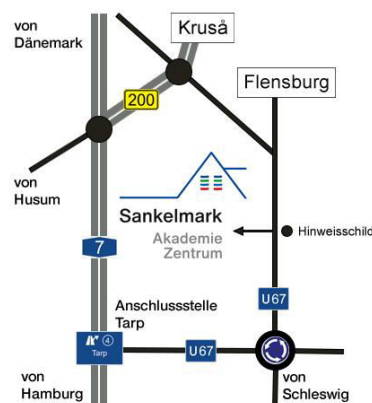 von
Dänemark
Kruså
Flensburg
200
von
Husum
Sankelmark
Akademie
Zentrum
Hinweisschild
7
U67
Anschlussstelle
Tarp
4
Tarp
U67
von
Hamburg
von
Schleswig